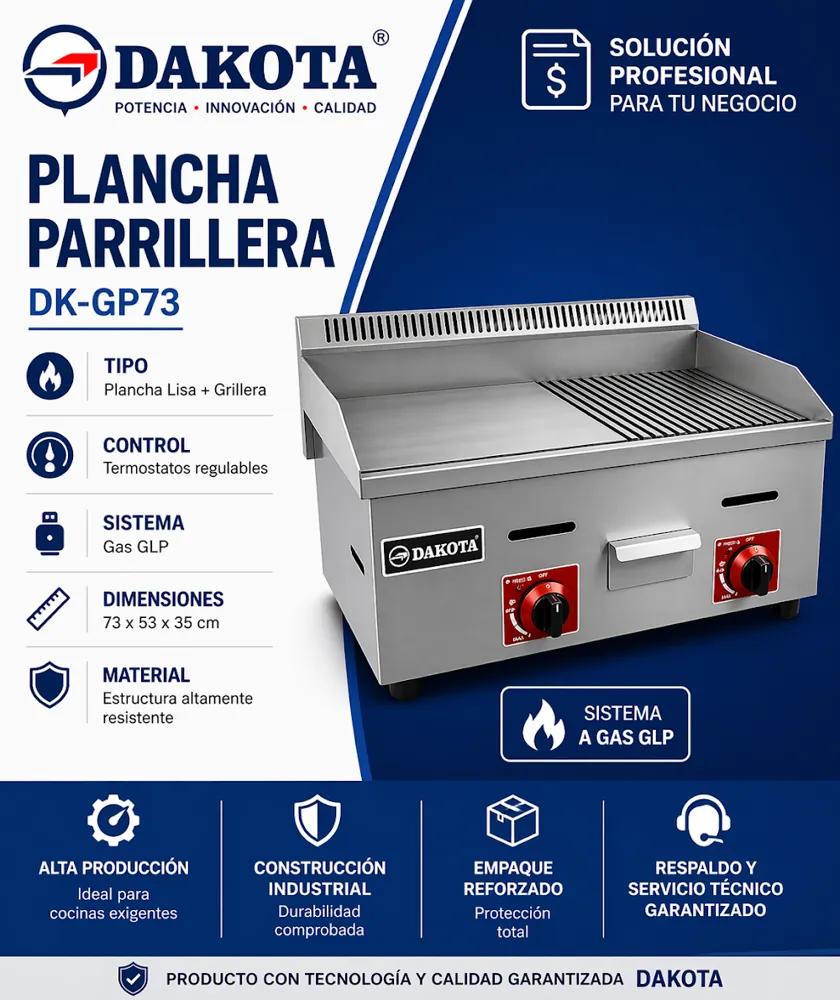 DAKOTA®
POTENCIA • INNOVACIÓN • CALIDAD
SOLUCIÓN
PROFESIONAL
PARA TU NEGOCIO
$
PLANCHA
PARRILLERA
DK-GP73
TIPO
Plancha Lisa + Grillera
CONTROL
Termostatos regulables
SISTEMA
Gas GLP
DIMENSIONES
73 x 53 x 35 cm
MATERIAL
Estructura altamente
resistente
DAKOTA
OFF
OFF
SISTEMA
A GAS GLP
ALTA PRODUCCIÓN
Ideal para
cocinas exigentes
CONSTRUCCIÓN
INDUSTRIAL
Durabilidad
comprobada
EMPAQUE
REFORZADO
Protección
total
RESPALDO Y
SERVICIO TÉCNICO
GARANTIZADO
PRODUCTO CON TECNOLOGÍA Y CALIDAD GARANTIZADA DAKOTA